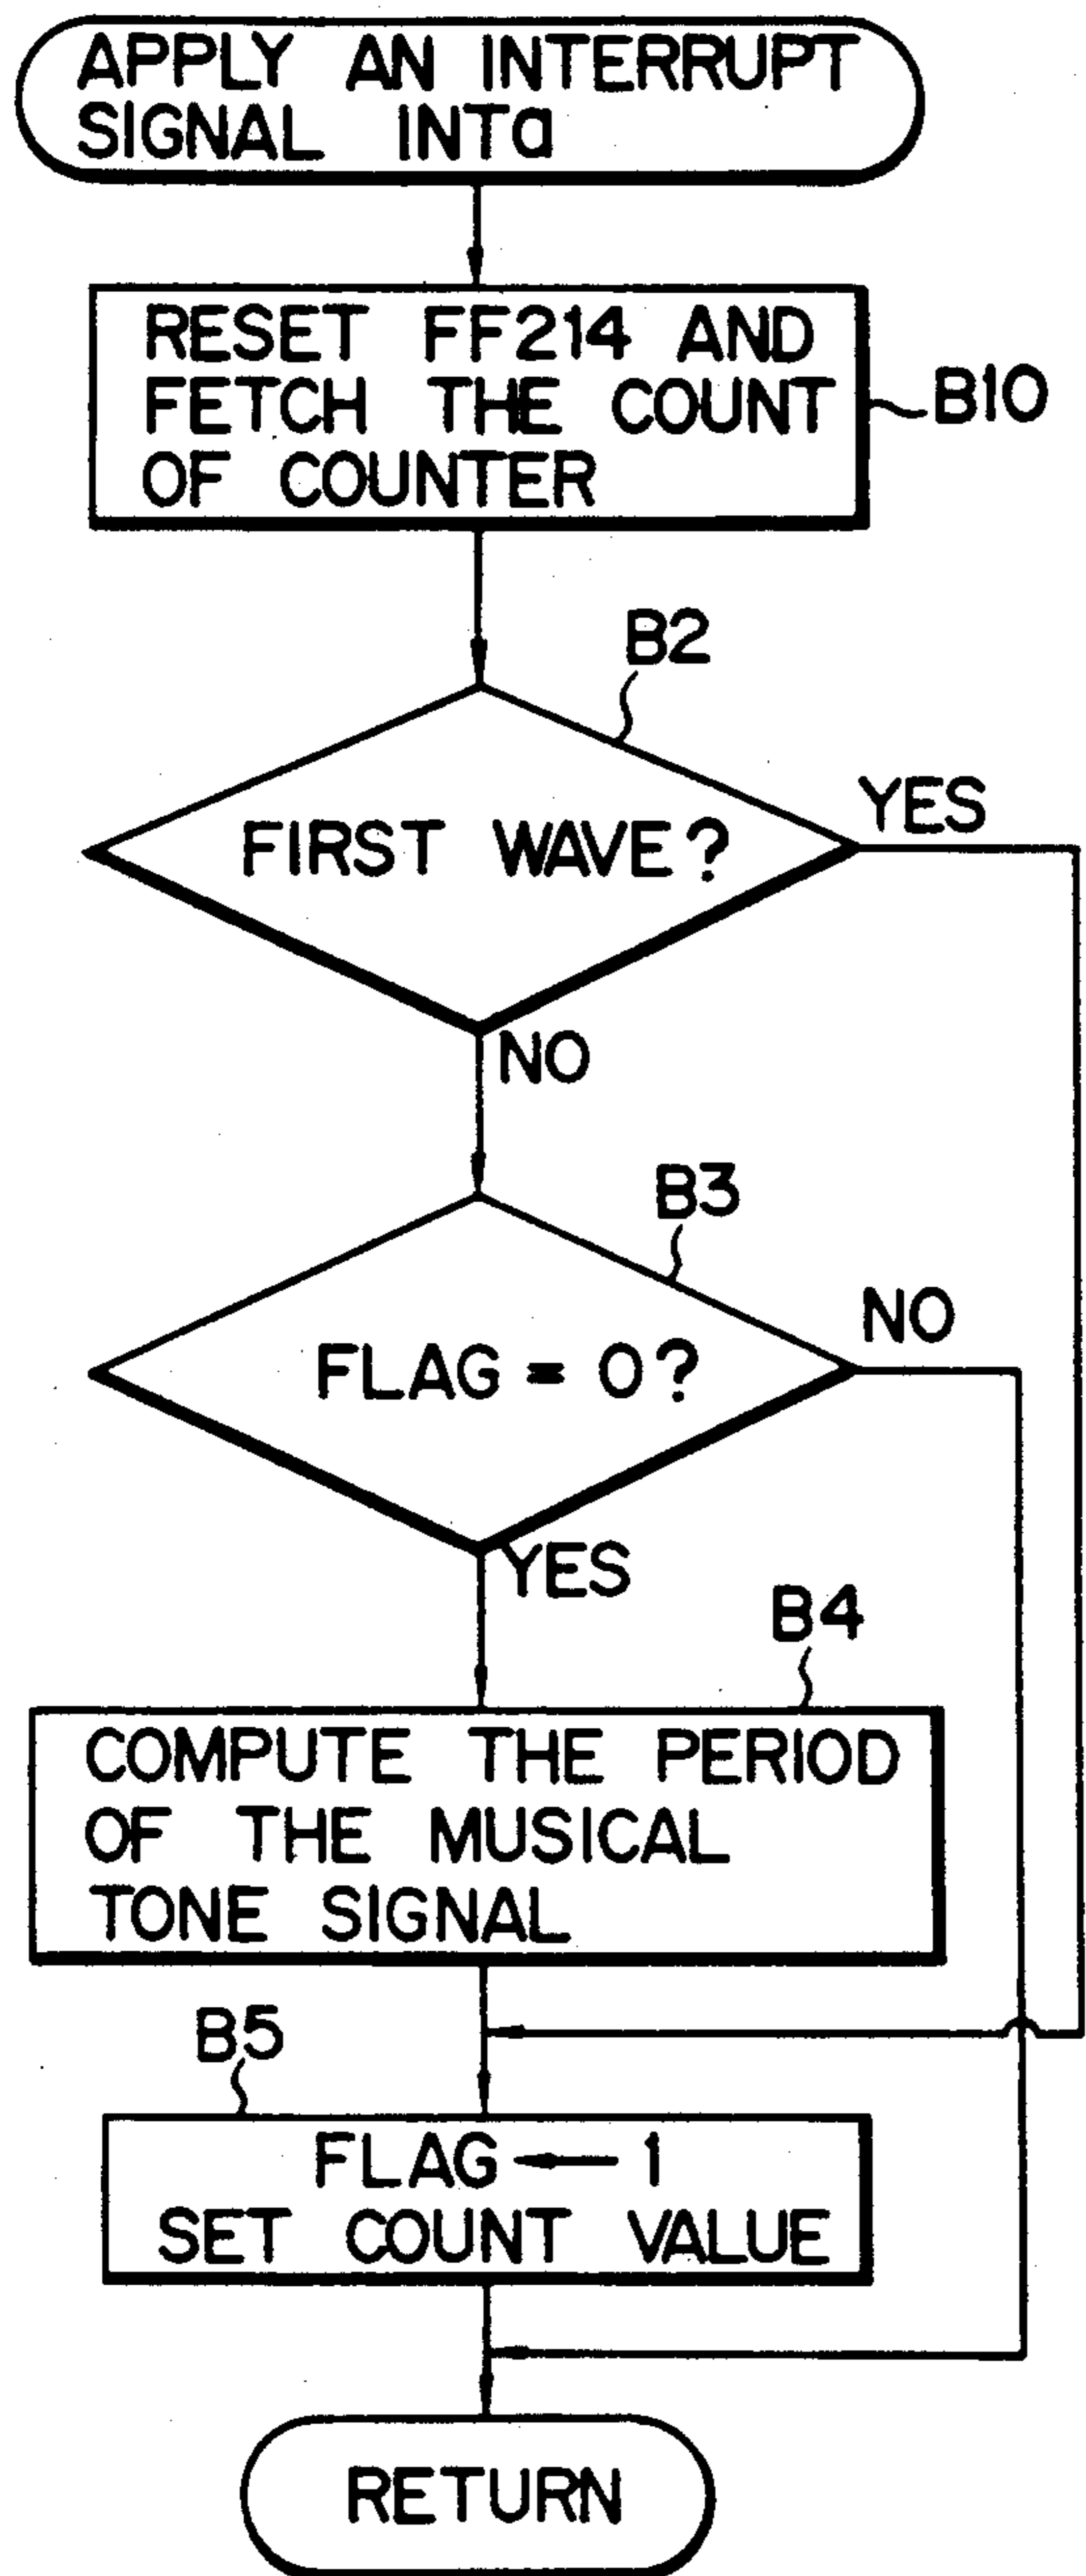 APPLY AN INTERRUPT
SIGNAL INTa
RESET FF214 AND
FETCH THE COUNT
OF COUNTER
B10
B2
FIRST WAVE?
YES
NO
B3
FLAG = 0?
NO
YES
B4
COMPUTE THE PERIOD
OF THE MUSICAL
TONE SIGNAL
B5
FLAG ← 1
SET COUNT VALUE
RETURN